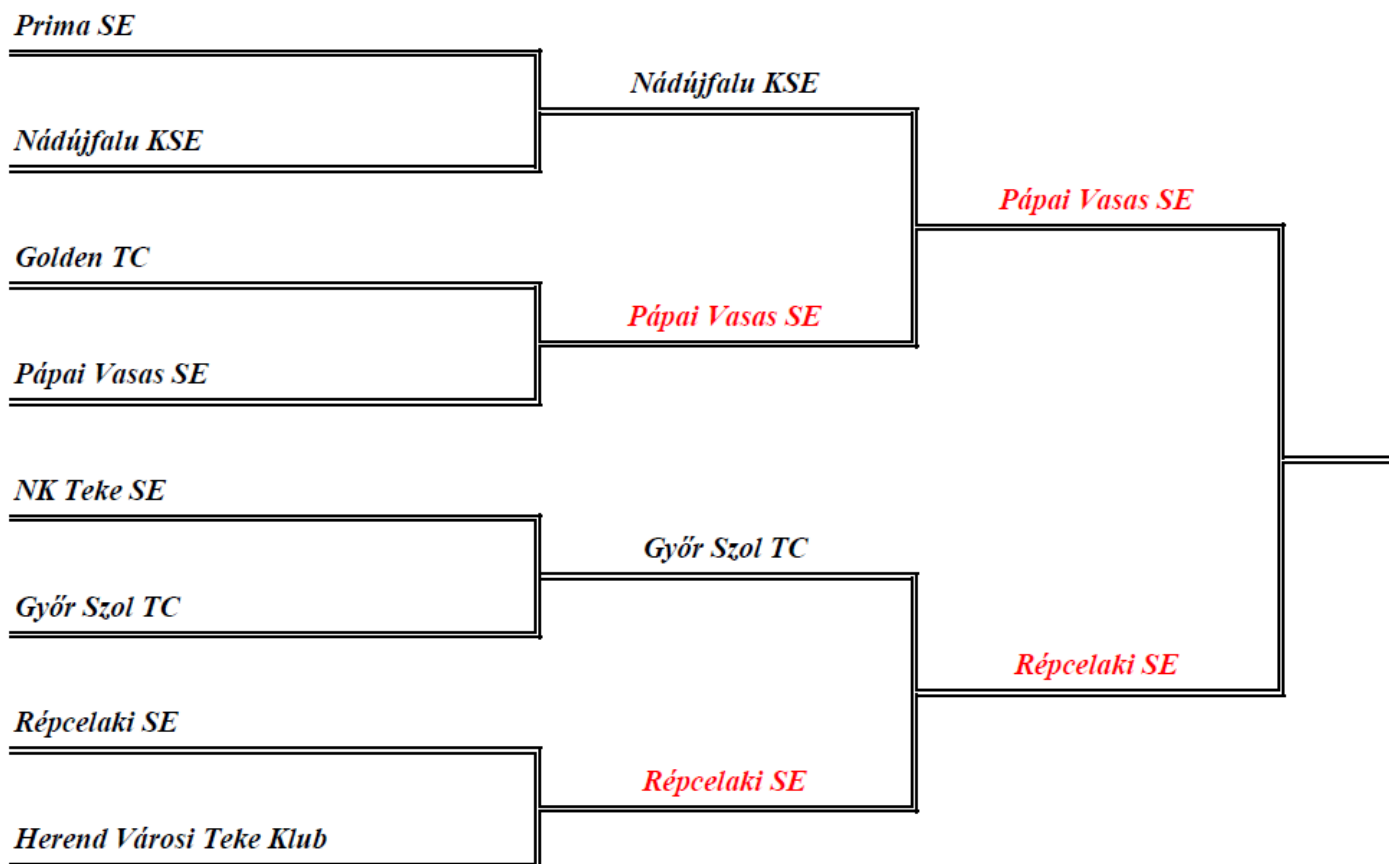 Prima SE
Nádújfalu KSE
Nádújfalu KSE
Pápai Vasas SE
Golden TC
Pápai Vasas SE
Pápai Vasas SE
NK Teke SE
Győr Szol TC
Győr Szol TC
Répcelaki SE
Répcelaki SE
Répcelaki SE
Herend Városi Teke Klub